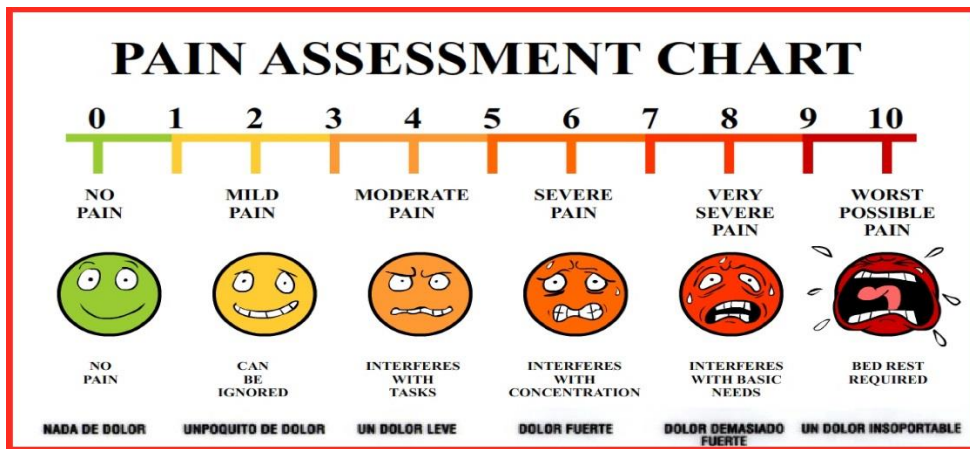 PAIN ASSESSMENT CHART
0 1 2 3 4 5 6 7 8 9 10
NO
PAIN
MILD
PAIN
MODERATE
PAIN
SEVERE
PAIN
VERY
SEVERE
PAIN
WORST
POSSIBLE
PAIN
NO
PAIN
CAN
BE
IGNORED
INTERFERES
WITH
TASKS
INTERFERES
WITH
CONCENTRATION
INTERFERES
WITH BASIC
NEEDS
BED REST
REQUIRED
NADA DE DOLOR
UNPOQUITO DE DOLOR
UN DOLOR LEVE
DOLOR FUERTE
DOLOR DEMASIADO
FUERTE
UN DOLOR INSOPORTABLE